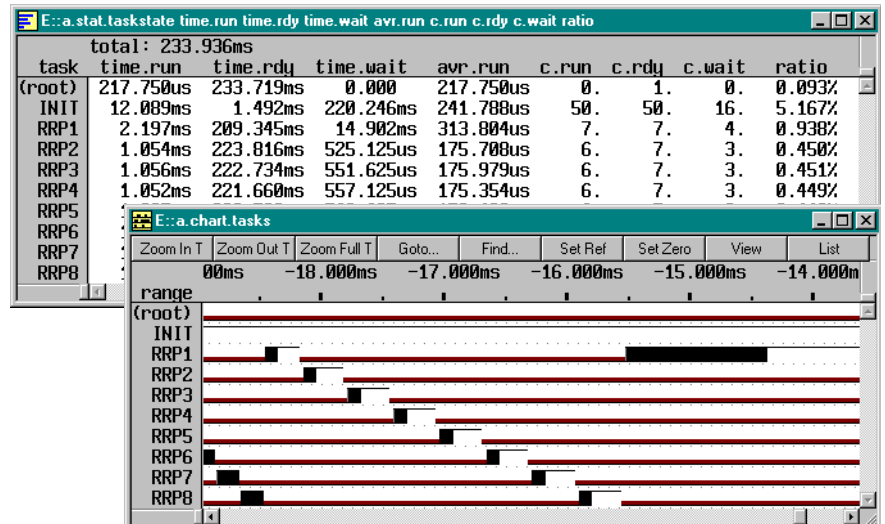 E::a.stat.taskstate time.run time.rdy time.wait avr.run c.run c.rdy c.wait ratio
total: 233.936ms
task time.run time.rdy time.wait avr.run c.run c.rdy c.wait ratio
(root) 217.750us 233.719ms 0.000 217.750us 0. 1. 0. 0.093%
INIT 12.089ms 1.492ms 220.246ms 241.788us 50. 50. 16. 5.167%
RRP1 2.197ms 209.345ms 14.902ms 313.804us 7. 7. 4. 0.938%
RRP2 1.054ms 223.816ms 525.125us 175.708us 6. 7. 3. 0.450%
RRP3 1.056ms 222.734ms 551.625us 175.979us 6. 7. 3. 0.451%
RRP4 1.052ms 221.660ms 557.125us 175.354us 6. 7. 3. 0.449%
RRP5
RRP6
RRP7
RRP8
E::a.chart.tasks
Zoom In T Zoom Out T Zoom Full T Goto... Find... Set Ref Set Zero View List
00ms -18.000ms -17.000ms -16.000ms -15.000ms -14.000m
range
(root)
INIT
RRP1
RRP2
RRP3
RRP4
RRP5
RRP6
RRP7
RRP8